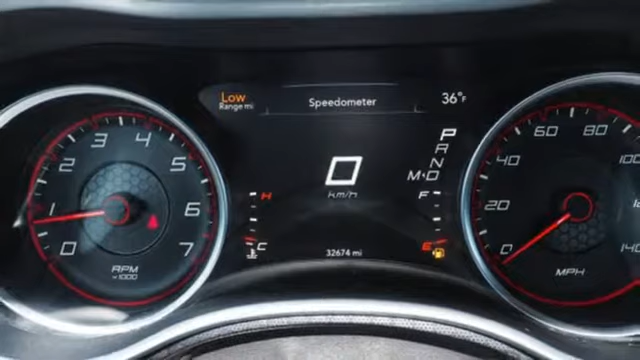 Low
Range mi
Speedometer
36°F
0
km/h
P
R
N
M◂D
H
C
F
E
32674 mi
0
1
2
3
4
5
6
7
RPM
×1000
0
20
40
60
80
100
140
MPH